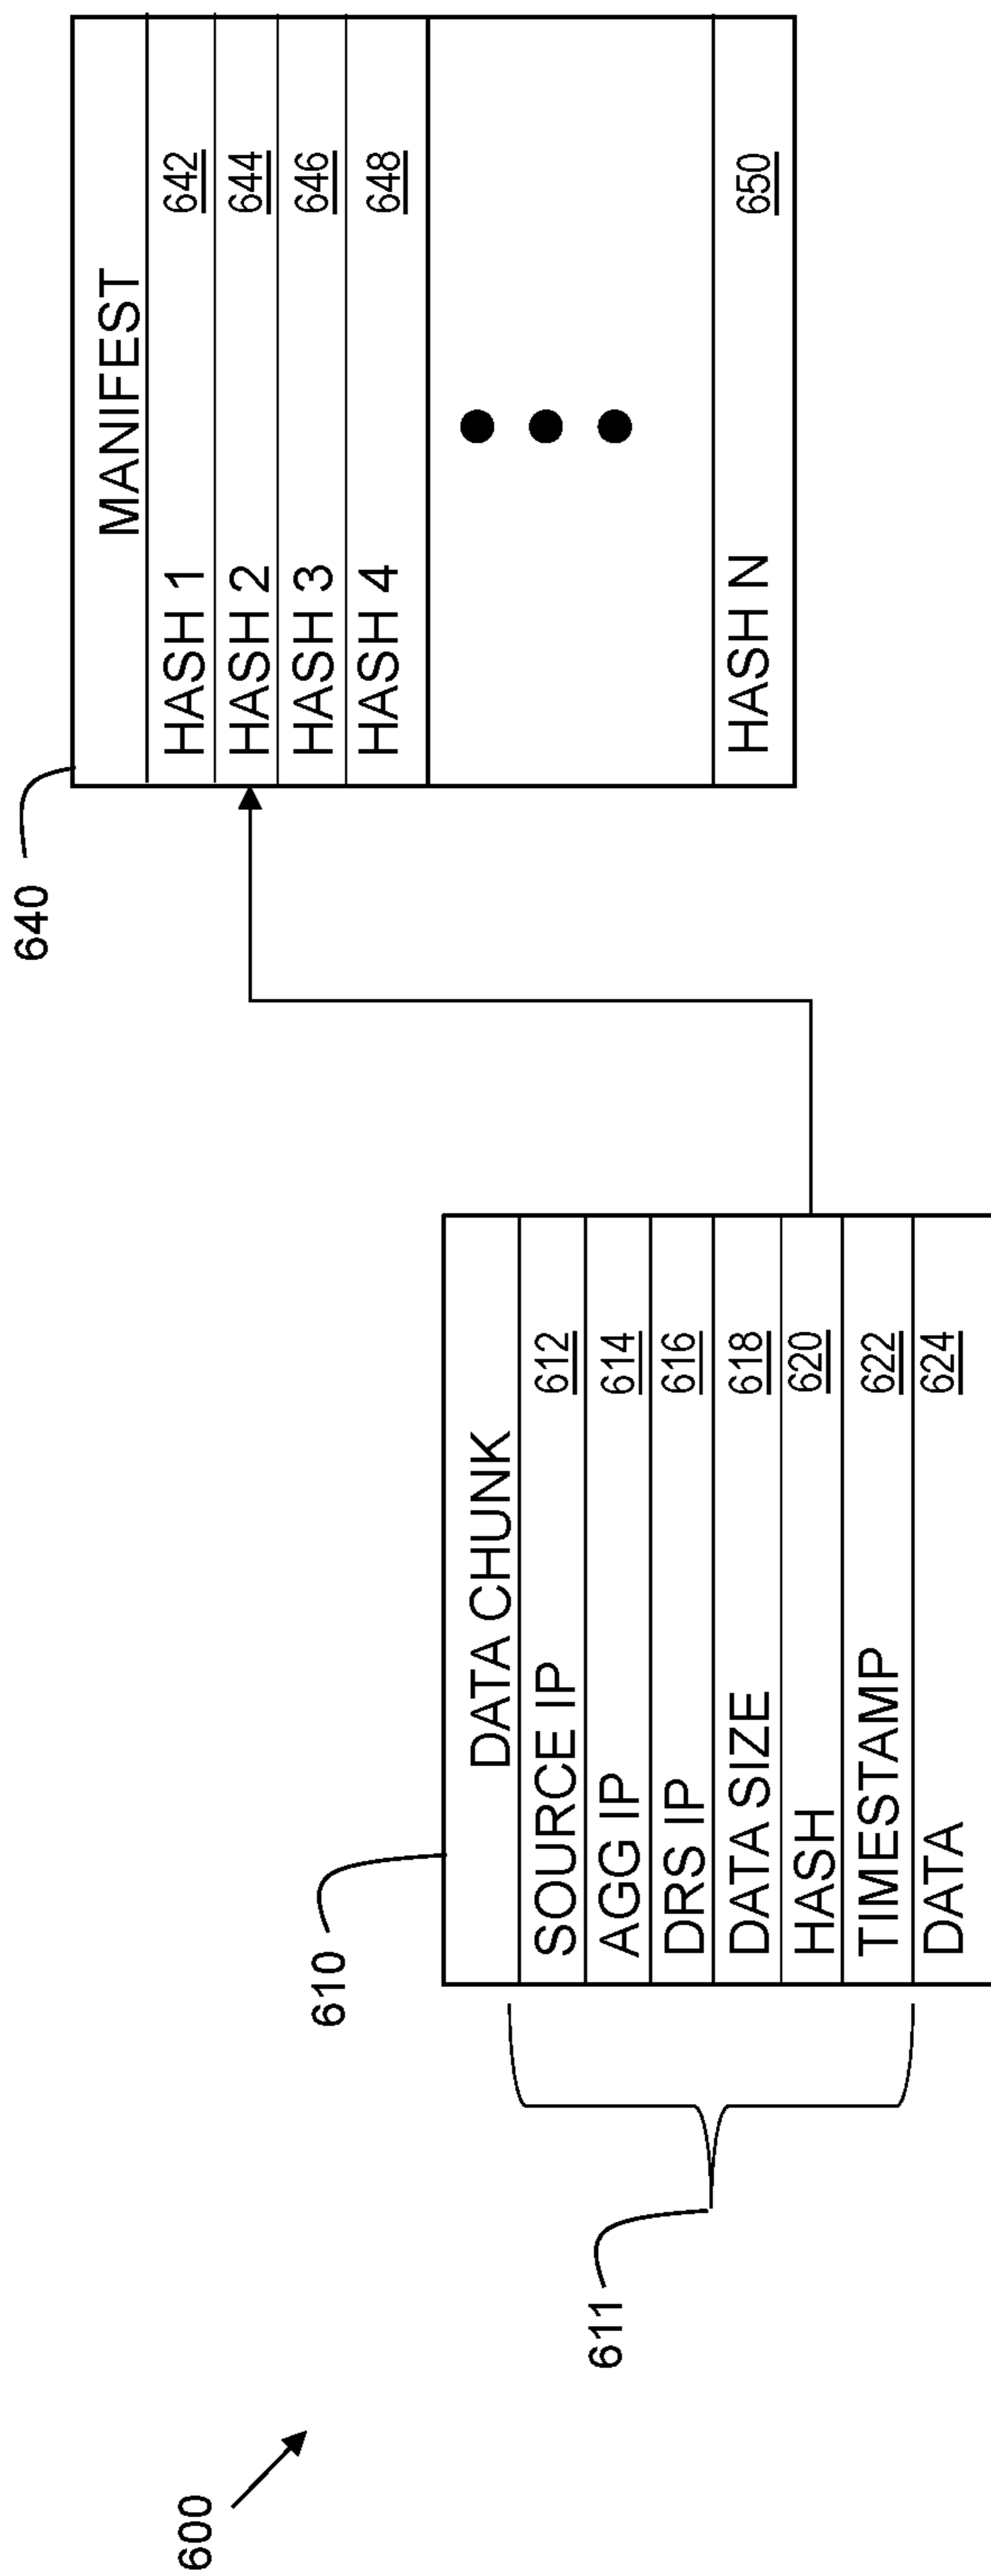 600
611
610
DATA CHUNK
SOURCE IP 612
AGG IP 614
DRS IP 616
DATA SIZE 618
HASH 620
TIMESTAMP 622
DATA 624
640
MANIFEST
HASH 1 642
HASH 2 644
HASH 3 646
HASH 4 648
HASH N 650